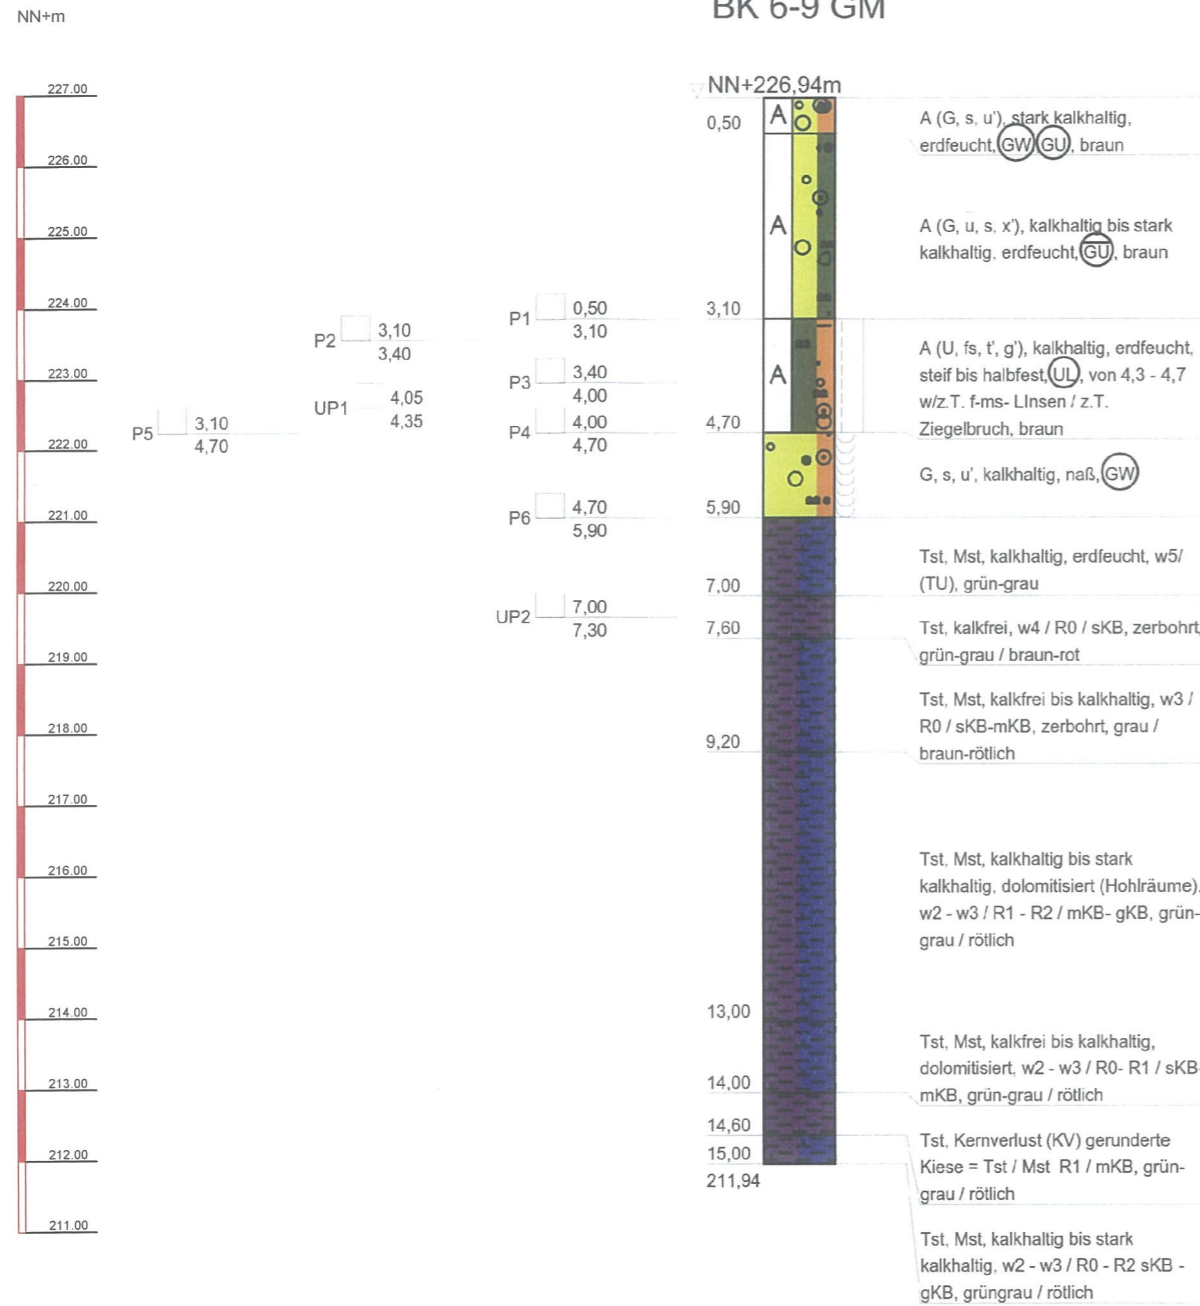 NN+m
BK 6-9 GM
227.00
226.00
225.00
224.00
223.00
222.00
221.00
220.00
219.00
218.00
217.00
216.00
215.00
214.00
213.00
212.00
211.00
P5 3,10
4,70
P2 3,10
3,40
UP1 4,05
4,35
P1 0,50
3,10
P3 3,40
4,00
P4 4,00
4,70
P6 4,70
5,90
UP2 7,00
7,30
NN+226,94m
0,50
3,10
4,70
5,90
7,00
7,60
9,20
13,00
14,00
14,60
15,00
211,94
A
A
A
A (G, s, u'), stark kalkhaltig,
erdfeucht, GW GU, braun
A (G, u, s, x'), kalkhaltig bis stark
kalkhaltig, erdfeucht, GU, braun
A (U, fs, t', g'), kalkhaltig, erdfeucht,
steif bis halbfest, UL, von 4,3 - 4,7
w/z.T. f-ms- LInsen / z.T.
Ziegelbruch, braun
G, s, u', kalkhaltig, naß, GW
Tst, Mst, kalkhaltig, erdfeucht, w5/
(TU), grün-grau
Tst, kalkfrei, w4 / R0 / sKB, zerbohrt,
grün-grau / braun-rot
Tst, Mst, kalkfrei bis kalkhaltig, w3 /
R0 / sKB-mKB, zerbohrt, grau /
braun-rötlich
Tst, Mst, kalkhaltig bis stark
kalkhaltig, dolomitisiert (Hohlräume),
w2 - w3 / R1 - R2 / mKB- gKB, grün-
grau / rötlich
Tst, Mst, kalkfrei bis kalkhaltig,
dolomitisiert, w2 - w3 / R0- R1 / sKB-
mKB, grün-grau / rötlich
Tst, Kernverlust (KV) gerunderte
Kiese = Tst / Mst R1 / mKB, grün-
grau / rötlich
Tst, Mst, kalkhaltig bis stark
kalkhaltig, w2 - w3 / R0 - R2 sKB -
gKB, grüngrau / rötlich